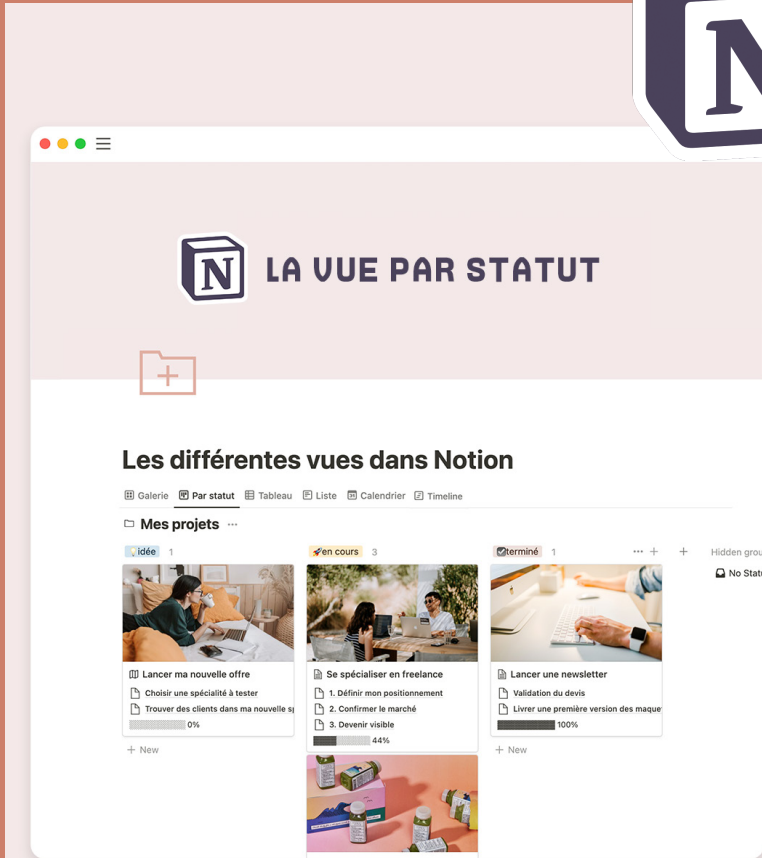 N
N
LA VUE PAR STATUT
Les différentes vues dans Notion
Galerie Par statut Tableau Liste Calendrier Timeline
Mes projets ...
idée 1 en cours 3 terminé 1 ... + + Hidden grou
No Statu
Lancer ma nouvelle offre
Choisir une spécialité à tester
Trouver des clients dans ma nouvelle sp
0%
+ New
Se spécialiser en freelance
1. Définir mon positionnement
2. Confirmer le marché
3. Devenir visible
44%
Lancer une newsletter
Validation du devis
Livrer une première version des maque
100%
+ New